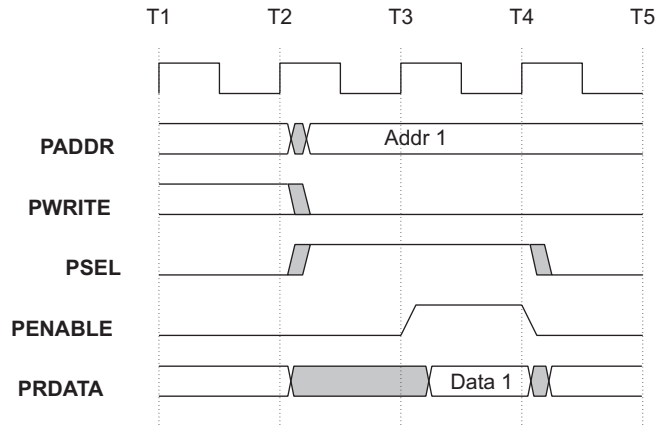 T1 T2 T3 T4 T5
PADDR Addr 1
PWRITE
PSEL
PENABLE
PRDATA Data 1